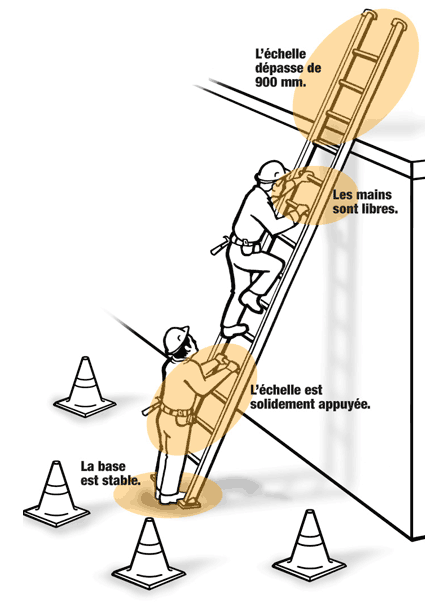 L'échelle
dépasse de
900 mm.
Les mains
sont libres.
L'échelle est
solidement appuyée.
La base
est stable.